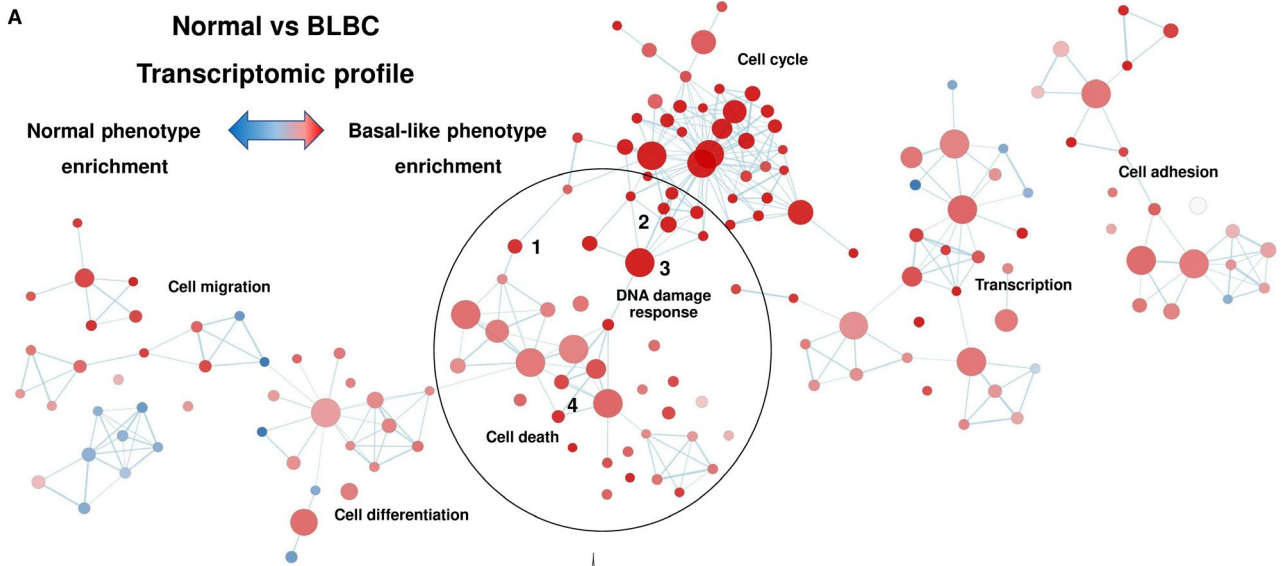 A
Normal vs BLBC
Transcriptomic profile
Normal phenotype
enrichment
Basal-like phenotype
enrichment
Cell cycle
Cell adhesion
1
2
3
DNA damage
response
Cell migration
Transcription
4
Cell death
Cell differentiation